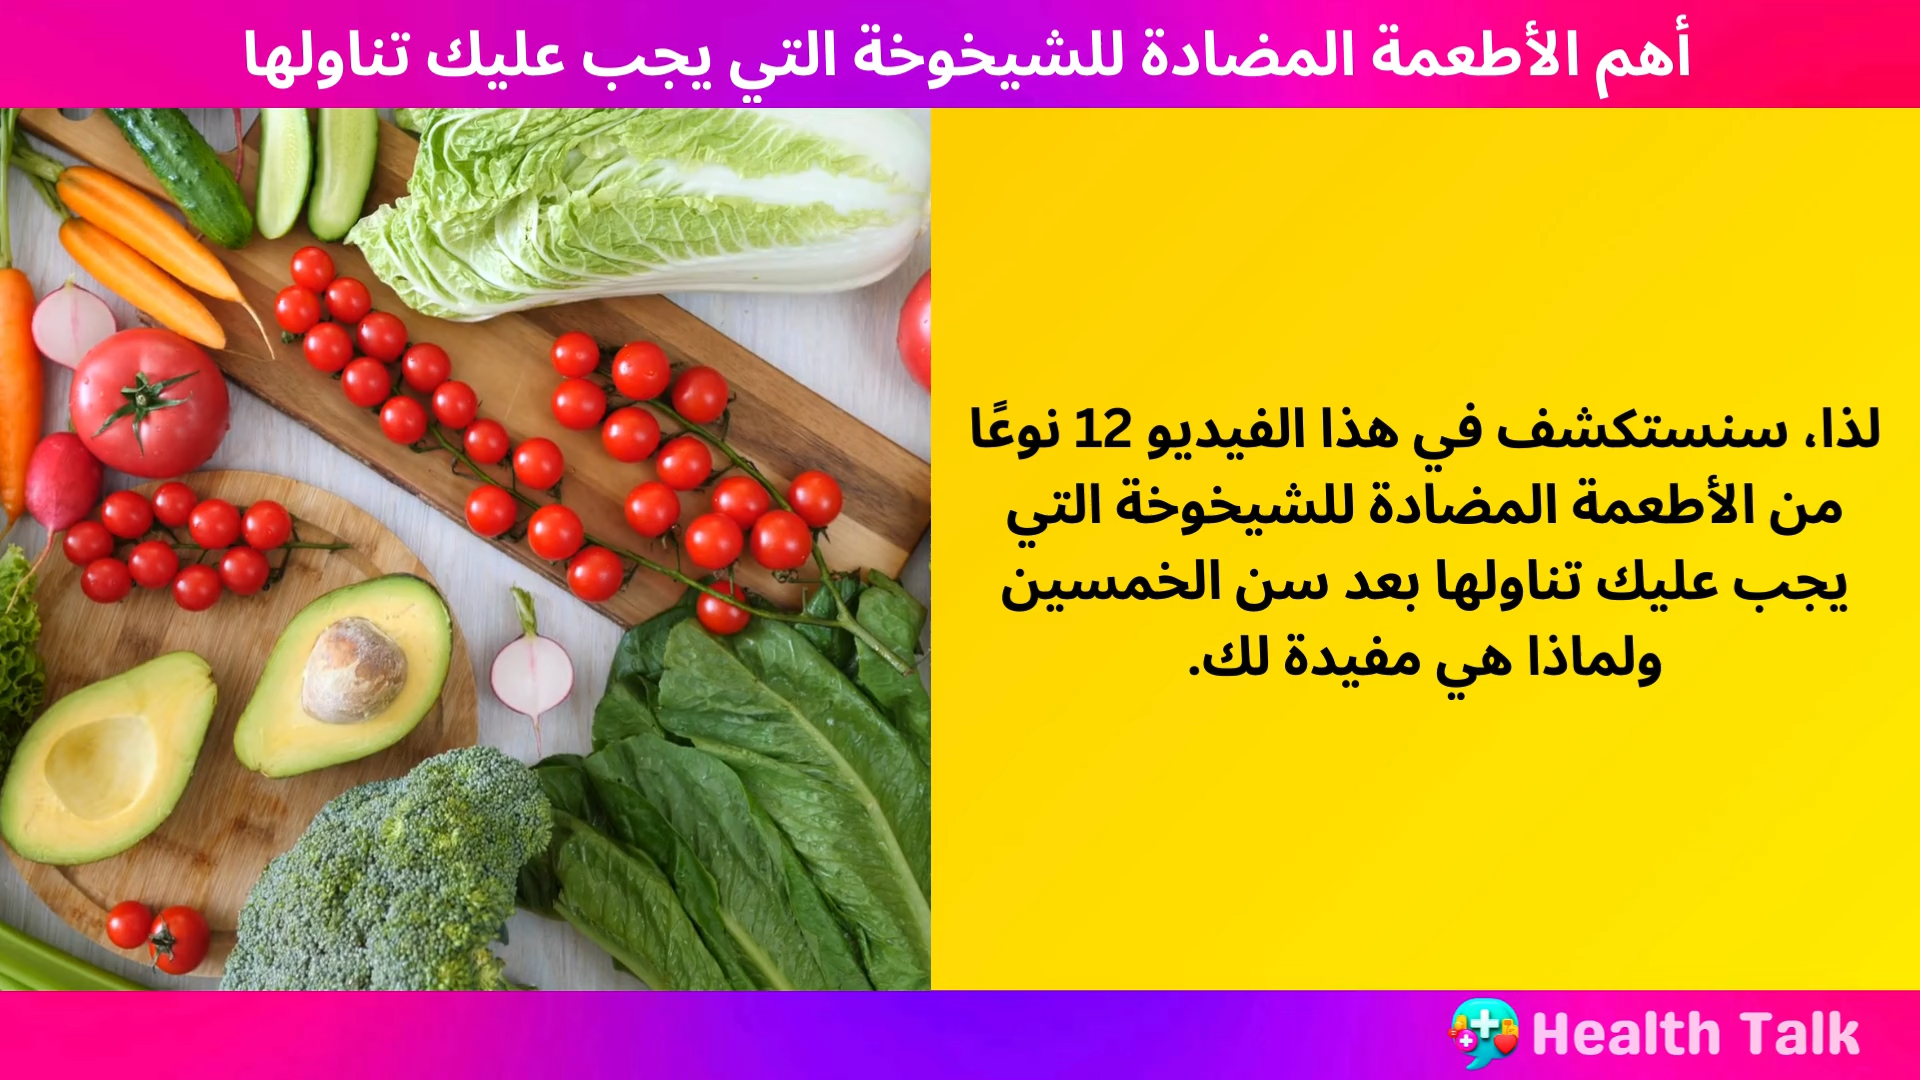 أهم الأطعمة المضادة للشيخوخة التي يجب عليك تناولها
لذا، سنستكشف في هذا الفيديو 12 نوعًا
من الأطعمة المضادة للشيخوخة التي
يجب عليك تناولها بعد سن الخمسين
ولماذا هي مفيدة لك.
Health Talk